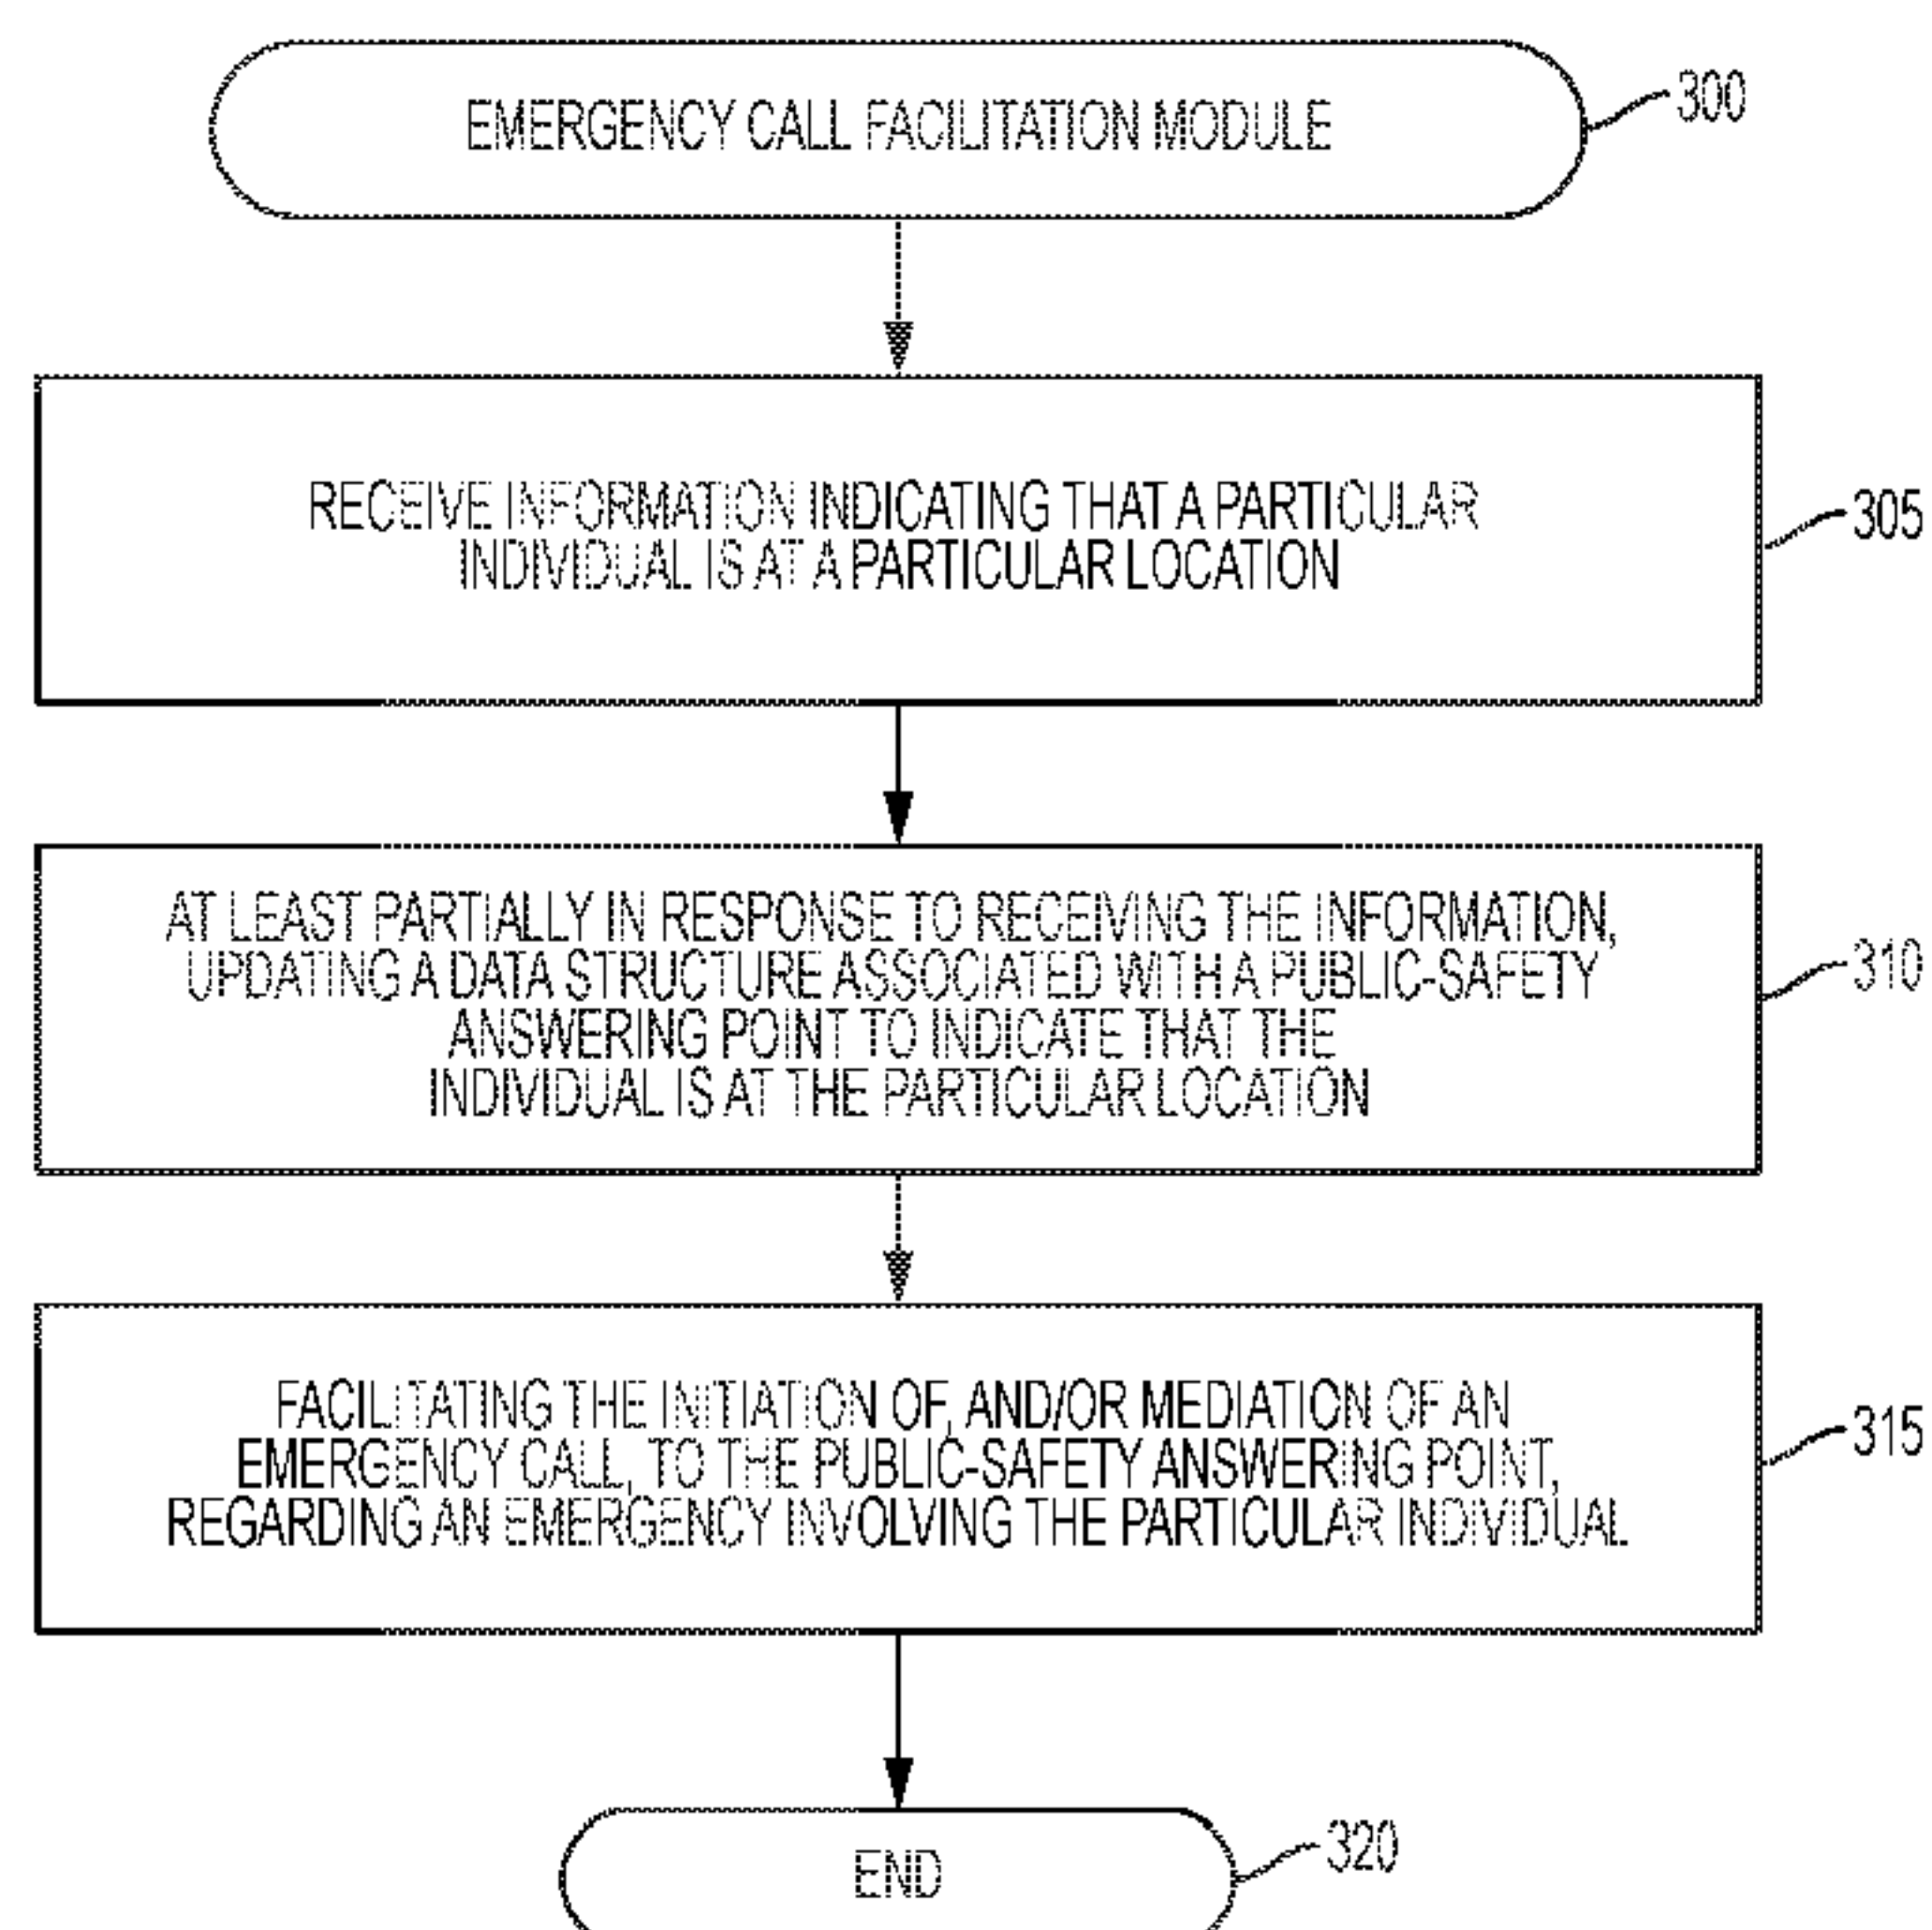 EMERGENCY CALL FACILITATION MODULE
300
RECEIVE INFORMATION INDICATING THAT A PARTICULAR
INDIVIDUAL IS AT A PARTICULAR LOCATION
305
AT LEAST PARTIALLY IN RESPONSE TO RECEIVING THE INFORMATION,
UPDATING A DATA STRUCTURE ASSOCIATED WITH A PUBLIC-SAFETY
ANSWERING POINT TO INDICATE THAT THE
INDIVIDUAL IS AT THE PARTICULAR LOCATION
310
FACILITATING THE INITIATION OF, AND/OR MEDIATION OF AN
EMERGENCY CALL, TO THE PUBLIC-SAFETY ANSWERING POINT,
REGARDING AN EMERGENCY INVOLVING THE PARTICULAR INDIVIDUAL
315
END
320